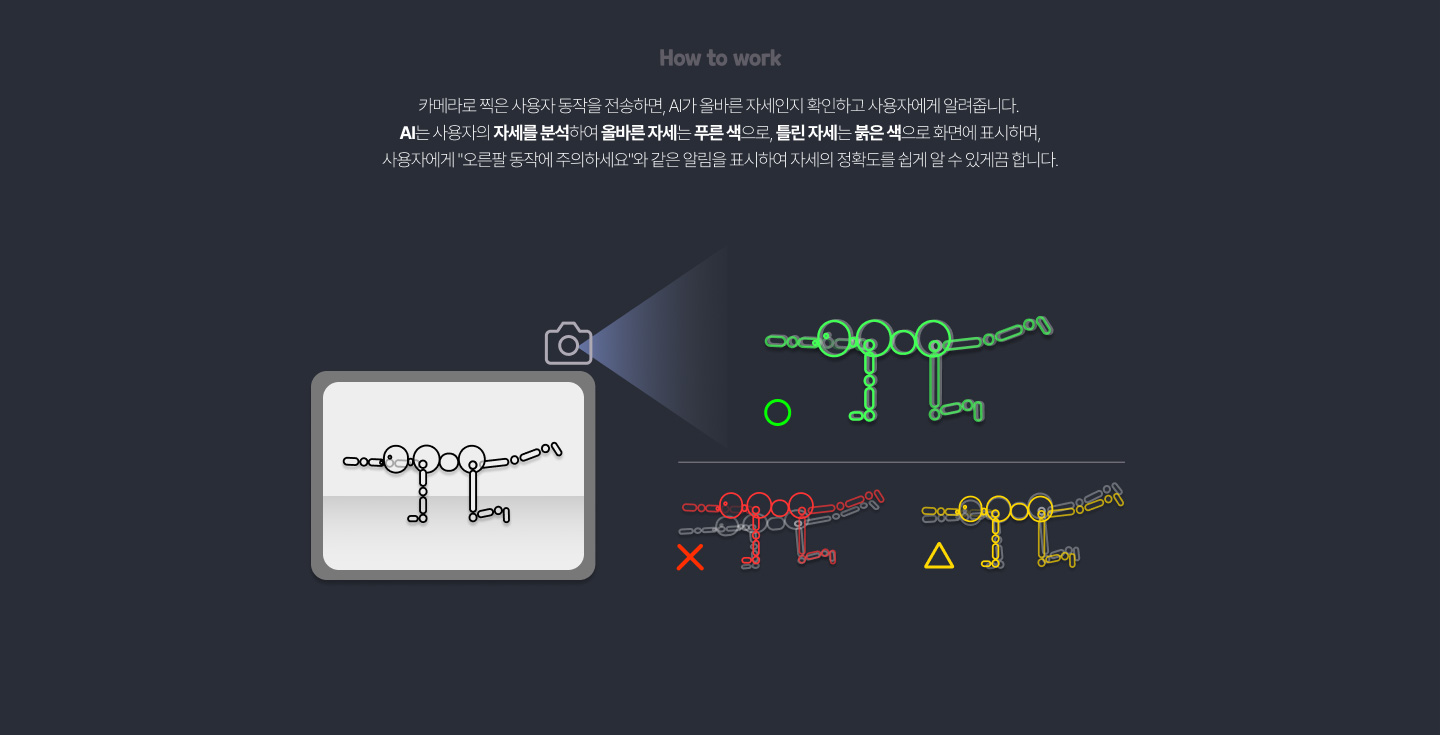 How to work
카메라로 찍은 사용자 동작을 전송하면, AI가 올바른 자세인지 확인하고 사용자에게 알려줍니다.
AI는 사용자의 자세를 분석하여 올바른 자세는 푸른 색으로, 틀린 자세는 붉은 색으로 화면에 표시하며,
사용자에게 "오른팔 동작에 주의하세요"와 같은 알림을 표시하여 자세의 정확도를 쉽게 알 수 있게끔 합니다.